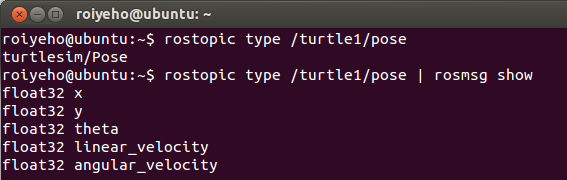 roiyeho@ubuntu: ~
roiyeho@ubuntu:~$ rostopic type /turtle1/pose
turtlesim/Pose
roiyeho@ubuntu:~$ rostopic type /turtle1/pose | rosmsg show
float32 x
float32 y
float32 theta
float32 linear_velocity
float32 angular_velocity